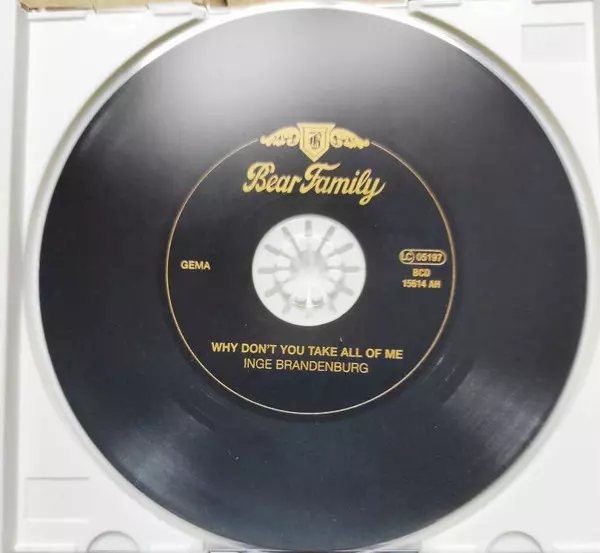 Bear Family
GEMA
LC 05197
BCD
15614 AH
WHY DON'T YOU TAKE ALL OF ME
INGE BRANDENBURG